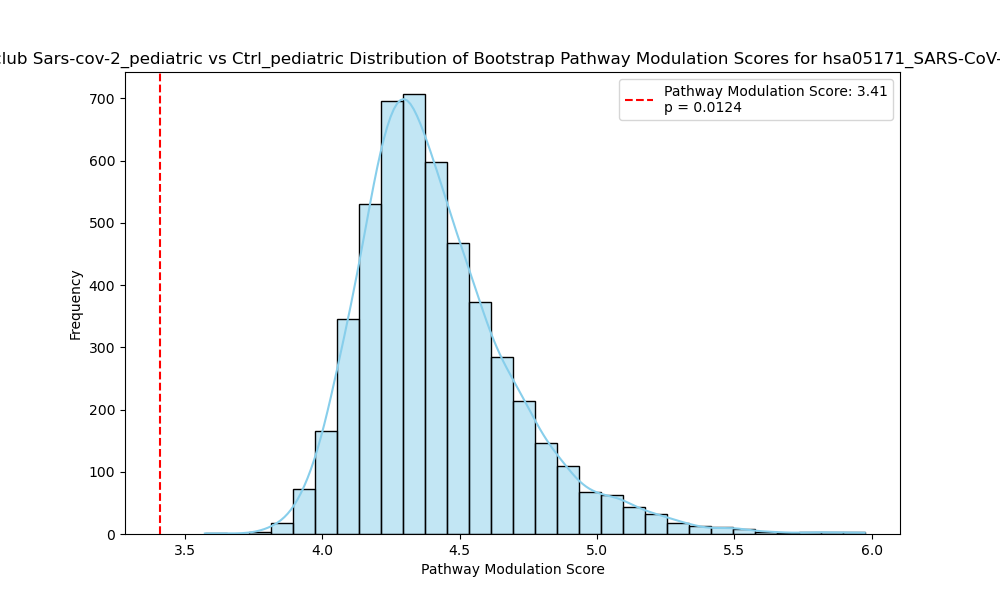 Sars-cov-2_pediatric vs Ctrl_pediatric Distribution of Bootstrap Pathway Modulation Scores for hsa05171_SARS-CoV-
Pathway Modulation Score: 3.41
p = 0.0124
700
600
500
400
300
200
100
0
Frequency
3.5 4.0 4.5 5.0 5.5 6.0
Pathway Modulation Score